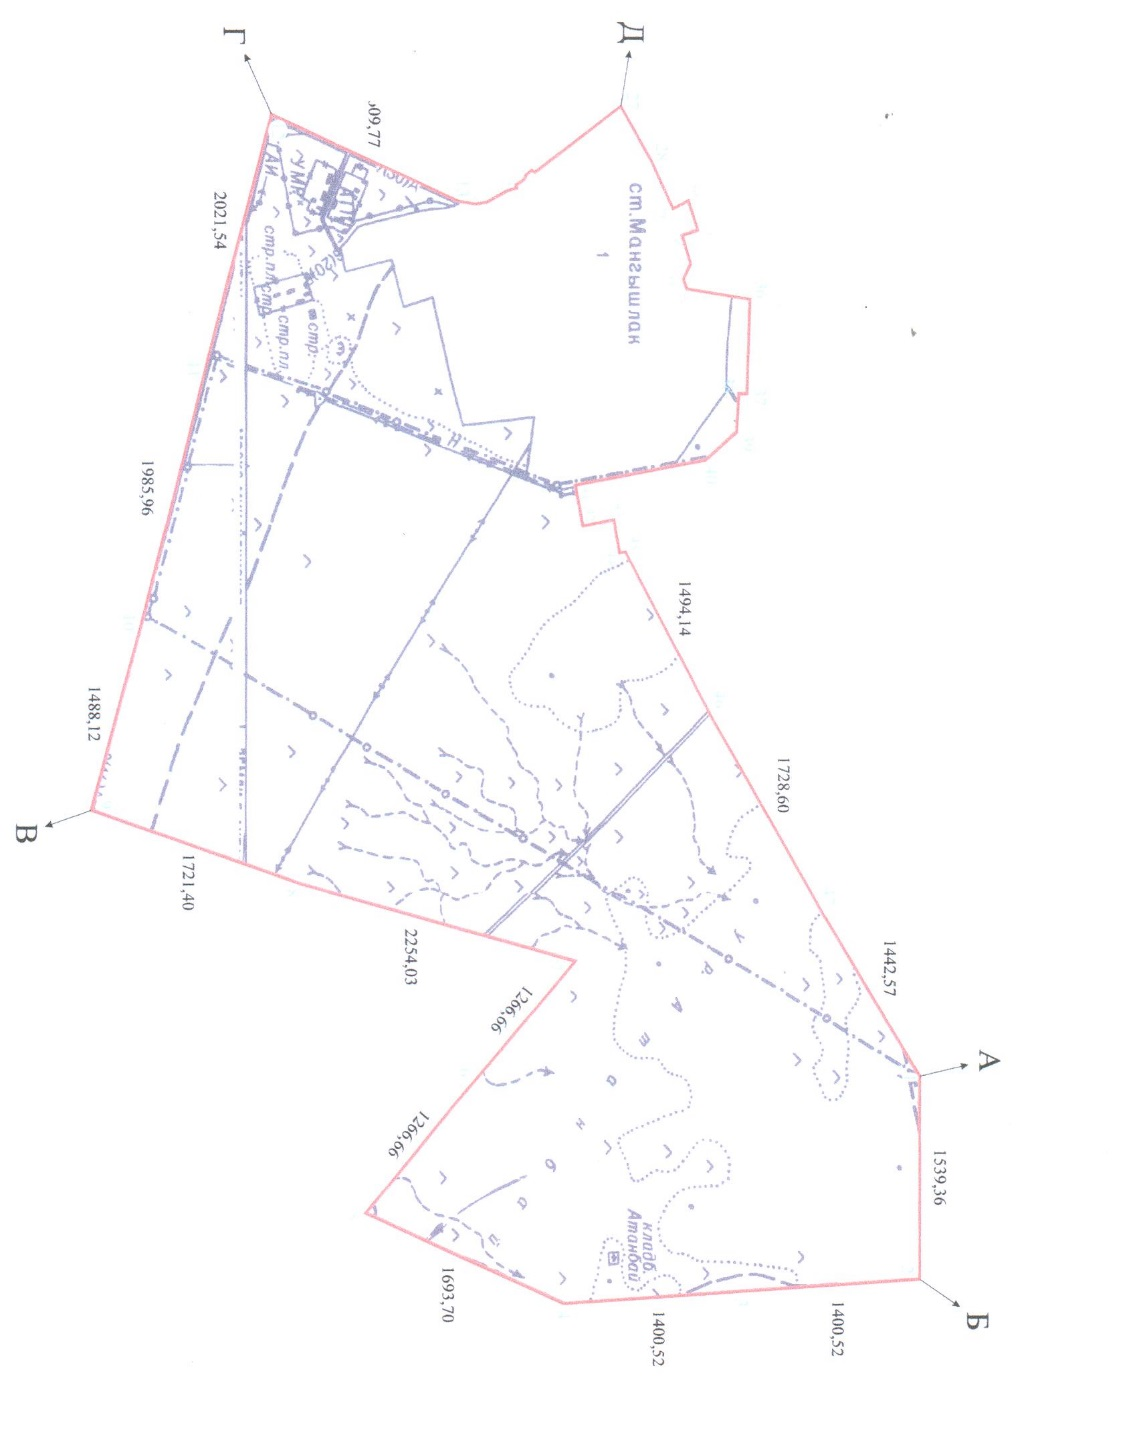 Г
Д
09,77
ст.Мангышлак
1
УМР
АИ
2021,54
стр.пл
стр
стр.пл
стр.
1985,96
1494,14
1488,12
1728,60
1721,40
1442,57
2254,03
1266,66
А
В
1266,66
1539,36
кладб.
Атанбай
1693,70
1400,52
1400,52
Б